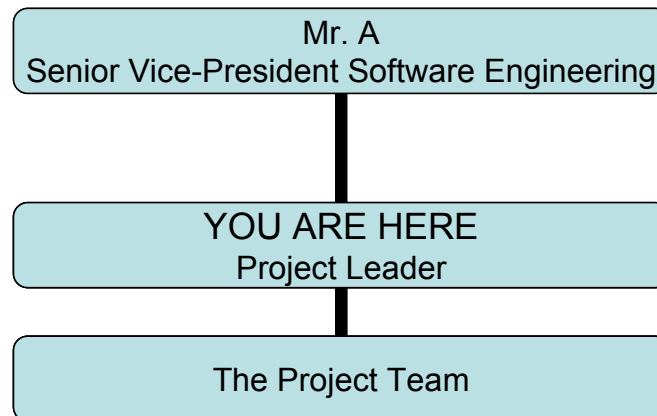 Mr. A
Senior Vice-President Software Engineering
YOU ARE HERE
Project Leader
The Project Team